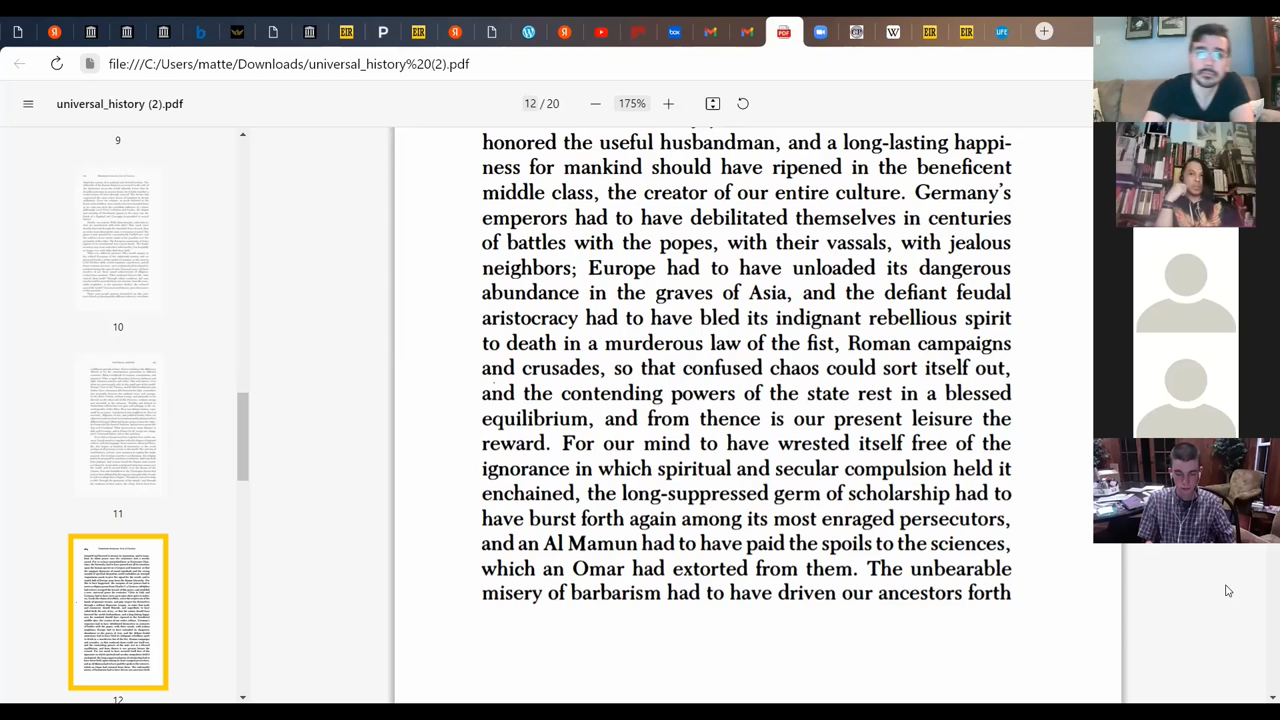 file:///C:/Users/matte/Downloads/universal_history%20(2).pdf
universal_history (2).pdf
12 / 20
175%
9
10
11
12
honored the useful husbandman, and a long-lasting happi-
ness for mankind should have ripened in the beneficent
middle class, the creator of our entire culture. Germany's
emperors had to have debilitated themselves in centuries
of battles with the popes, with their vassals, with jealous
neighbors; Europe had to have unloaded its dangerous
abundance in the graves of Asia, and the defiant feudal
aristocracy had to have bled its indignant rebellious spirit
to death in a murderous law of the fist, Roman campaigns
and crusades, so that confused chaos could sort itself out,
and the contending powers of the state rest in a blessed
equilibrium, and from thence is our present leisure the
reward. For our mind to have wrested itself free of the
ignorance in which spiritual and secular compulsion had it
enchained, the long-suppressed germ of scholarship had to
have burst forth again among its most enraged persecutors,
and an Al Mamun had to have paid the spoils to the sciences,
which an Omar had extorted from them. The unbearable
misery of barbarism had to have driven our ancestors forth